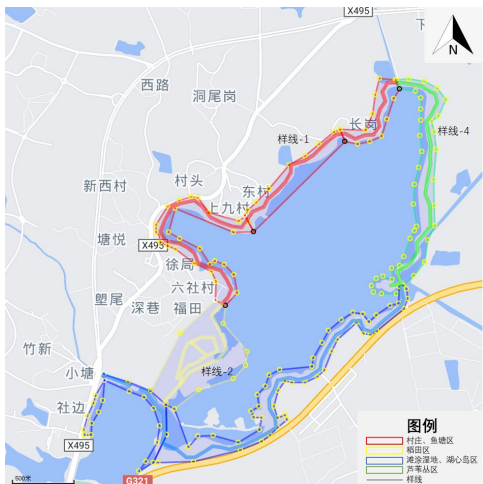 X495
下
N
西路
洞尾岗
长岗
样线-1
样线-4
新西村
村头
东村
上九村
塘悦
X495
徐局
六社村
塱尾
深巷
福田
竹新
小塘
样线-2
社边
X495
图例
村庄、鱼塘区
稻田区
滩涂湿地、湖心岛区
芦苇丛区
样线
500米
G321